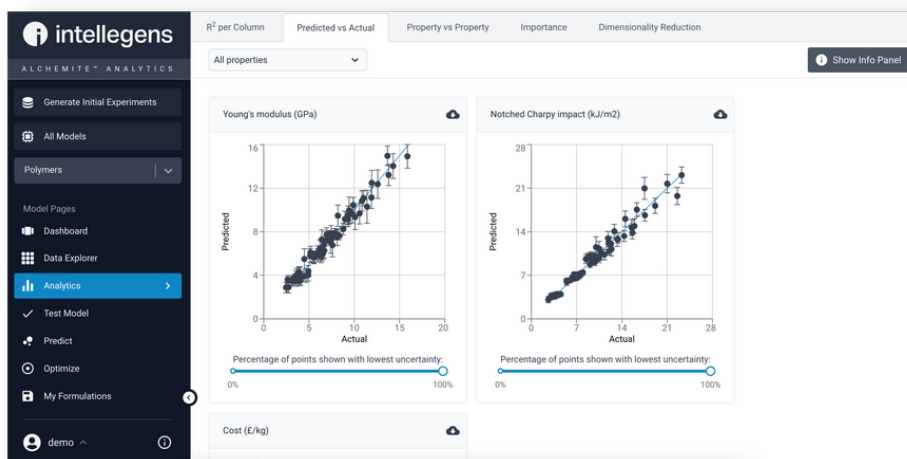 intellegens
ALCHEMITE™ ANALYTICS
Generate Initial Experiments
All Models
Polymers
Model Pages
Dashboard
Data Explorer
Analytics
Test Model
Predict
Optimize
My Formulations
demo
R² per Column
Predicted vs Actual
Property vs Property
Importance
Dimensionality Reduction
All properties
Show Info Panel
Young's modulus (GPa)
16
12
8
4
0
Predicted
0 5 10 15 20
Actual
Percentage of points shown with lowest uncertainty:
0% 100%
Notched Charpy impact (kJ/m2)
28
21
14
7
0
Predicted
0 7 14 21 28
Actual
Percentage of points shown with lowest uncertainty:
0% 100%
Cost (£/kg)